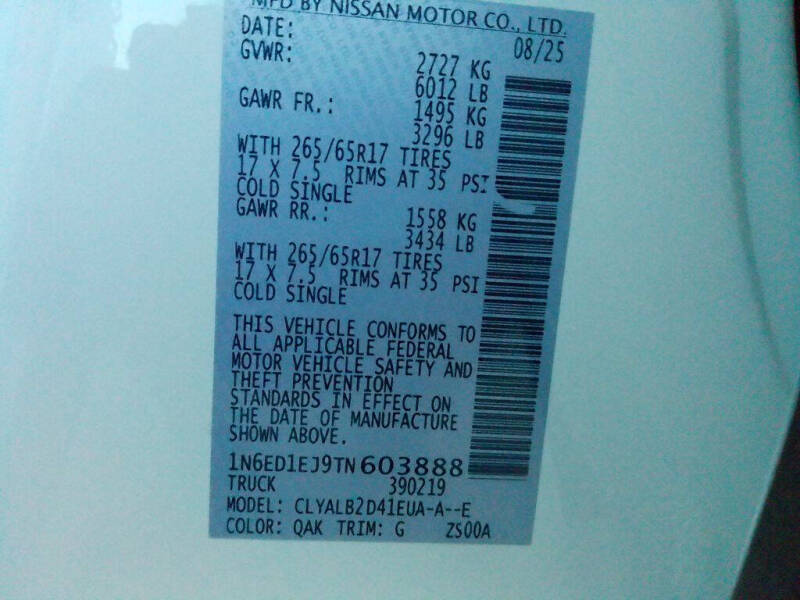 MFD BY NISSAN MOTOR CO., LTD.
DATE: 08/25
GVWR: 2727 KG
6012 LB
GAWR FR.: 1495 KG
3296 LB
WITH 265/65R17 TIRES
17 X 7.5 RIMS AT 35 PSI
COLD SINGLE
GAWR RR.: 1558 KG
3434 LB
WITH 265/65R17 TIRES
17 X 7.5 RIMS AT 35 PSI
COLD SINGLE
THIS VEHICLE CONFORMS TO
ALL APPLICABLE FEDERAL
MOTOR VEHICLE SAFETY AND
THEFT PREVENTION
STANDARDS IN EFFECT ON
THE DATE OF MANUFACTURE
SHOWN ABOVE.
1N6ED1EJ9TN603888
TRUCK 390219
MODEL: CLYALB2D41EUA-A--E
COLOR: QAK TRIM: G ZS00A